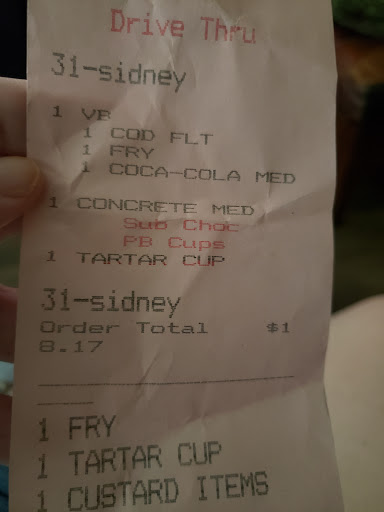 Drive Thru
31-sidney
1 VB
1 COD FLT
1 FRY
1 COCA-COLA MED
1 CONCRETE MED
Sub Choc
PB Cups
1 TARTAR CUP
31-sidney
Order Total $1
8.17
1 FRY
1 TARTAR CUP
1 CUSTARD ITEMS